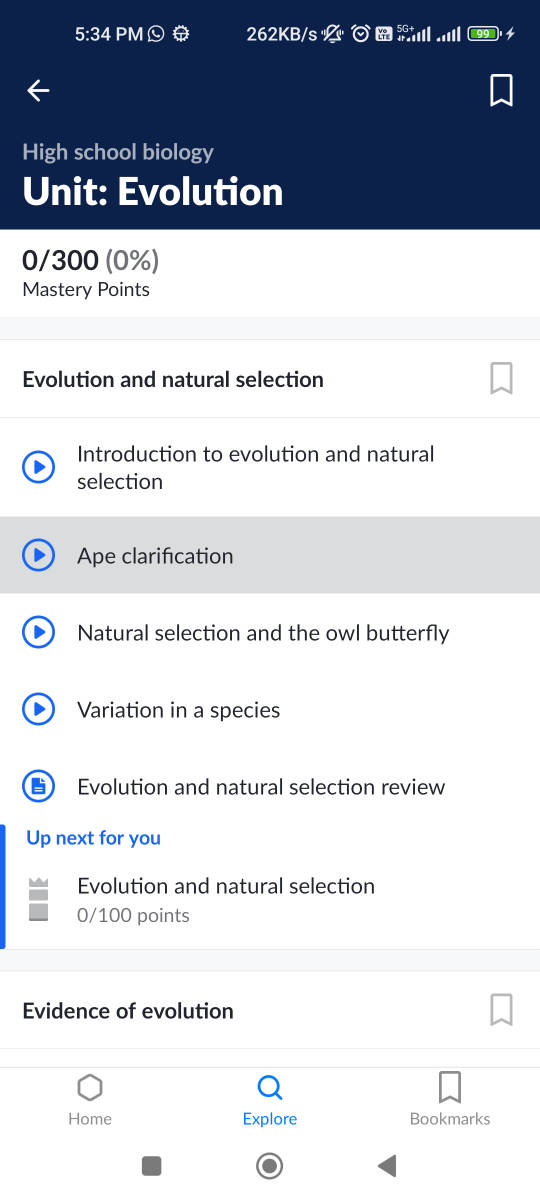 5:34 PM
262KB/s
Vo LTE
5G+
99
High school biology
Unit: Evolution
0/300 (0%)
Mastery Points
Evolution and natural selection
Introduction to evolution and natural
selection
Ape clarification
Natural selection and the owl butterfly
Variation in a species
Evolution and natural selection review
Up next for you
Evolution and natural selection
0/100 points
Evidence of evolution
Home
Explore
Bookmarks